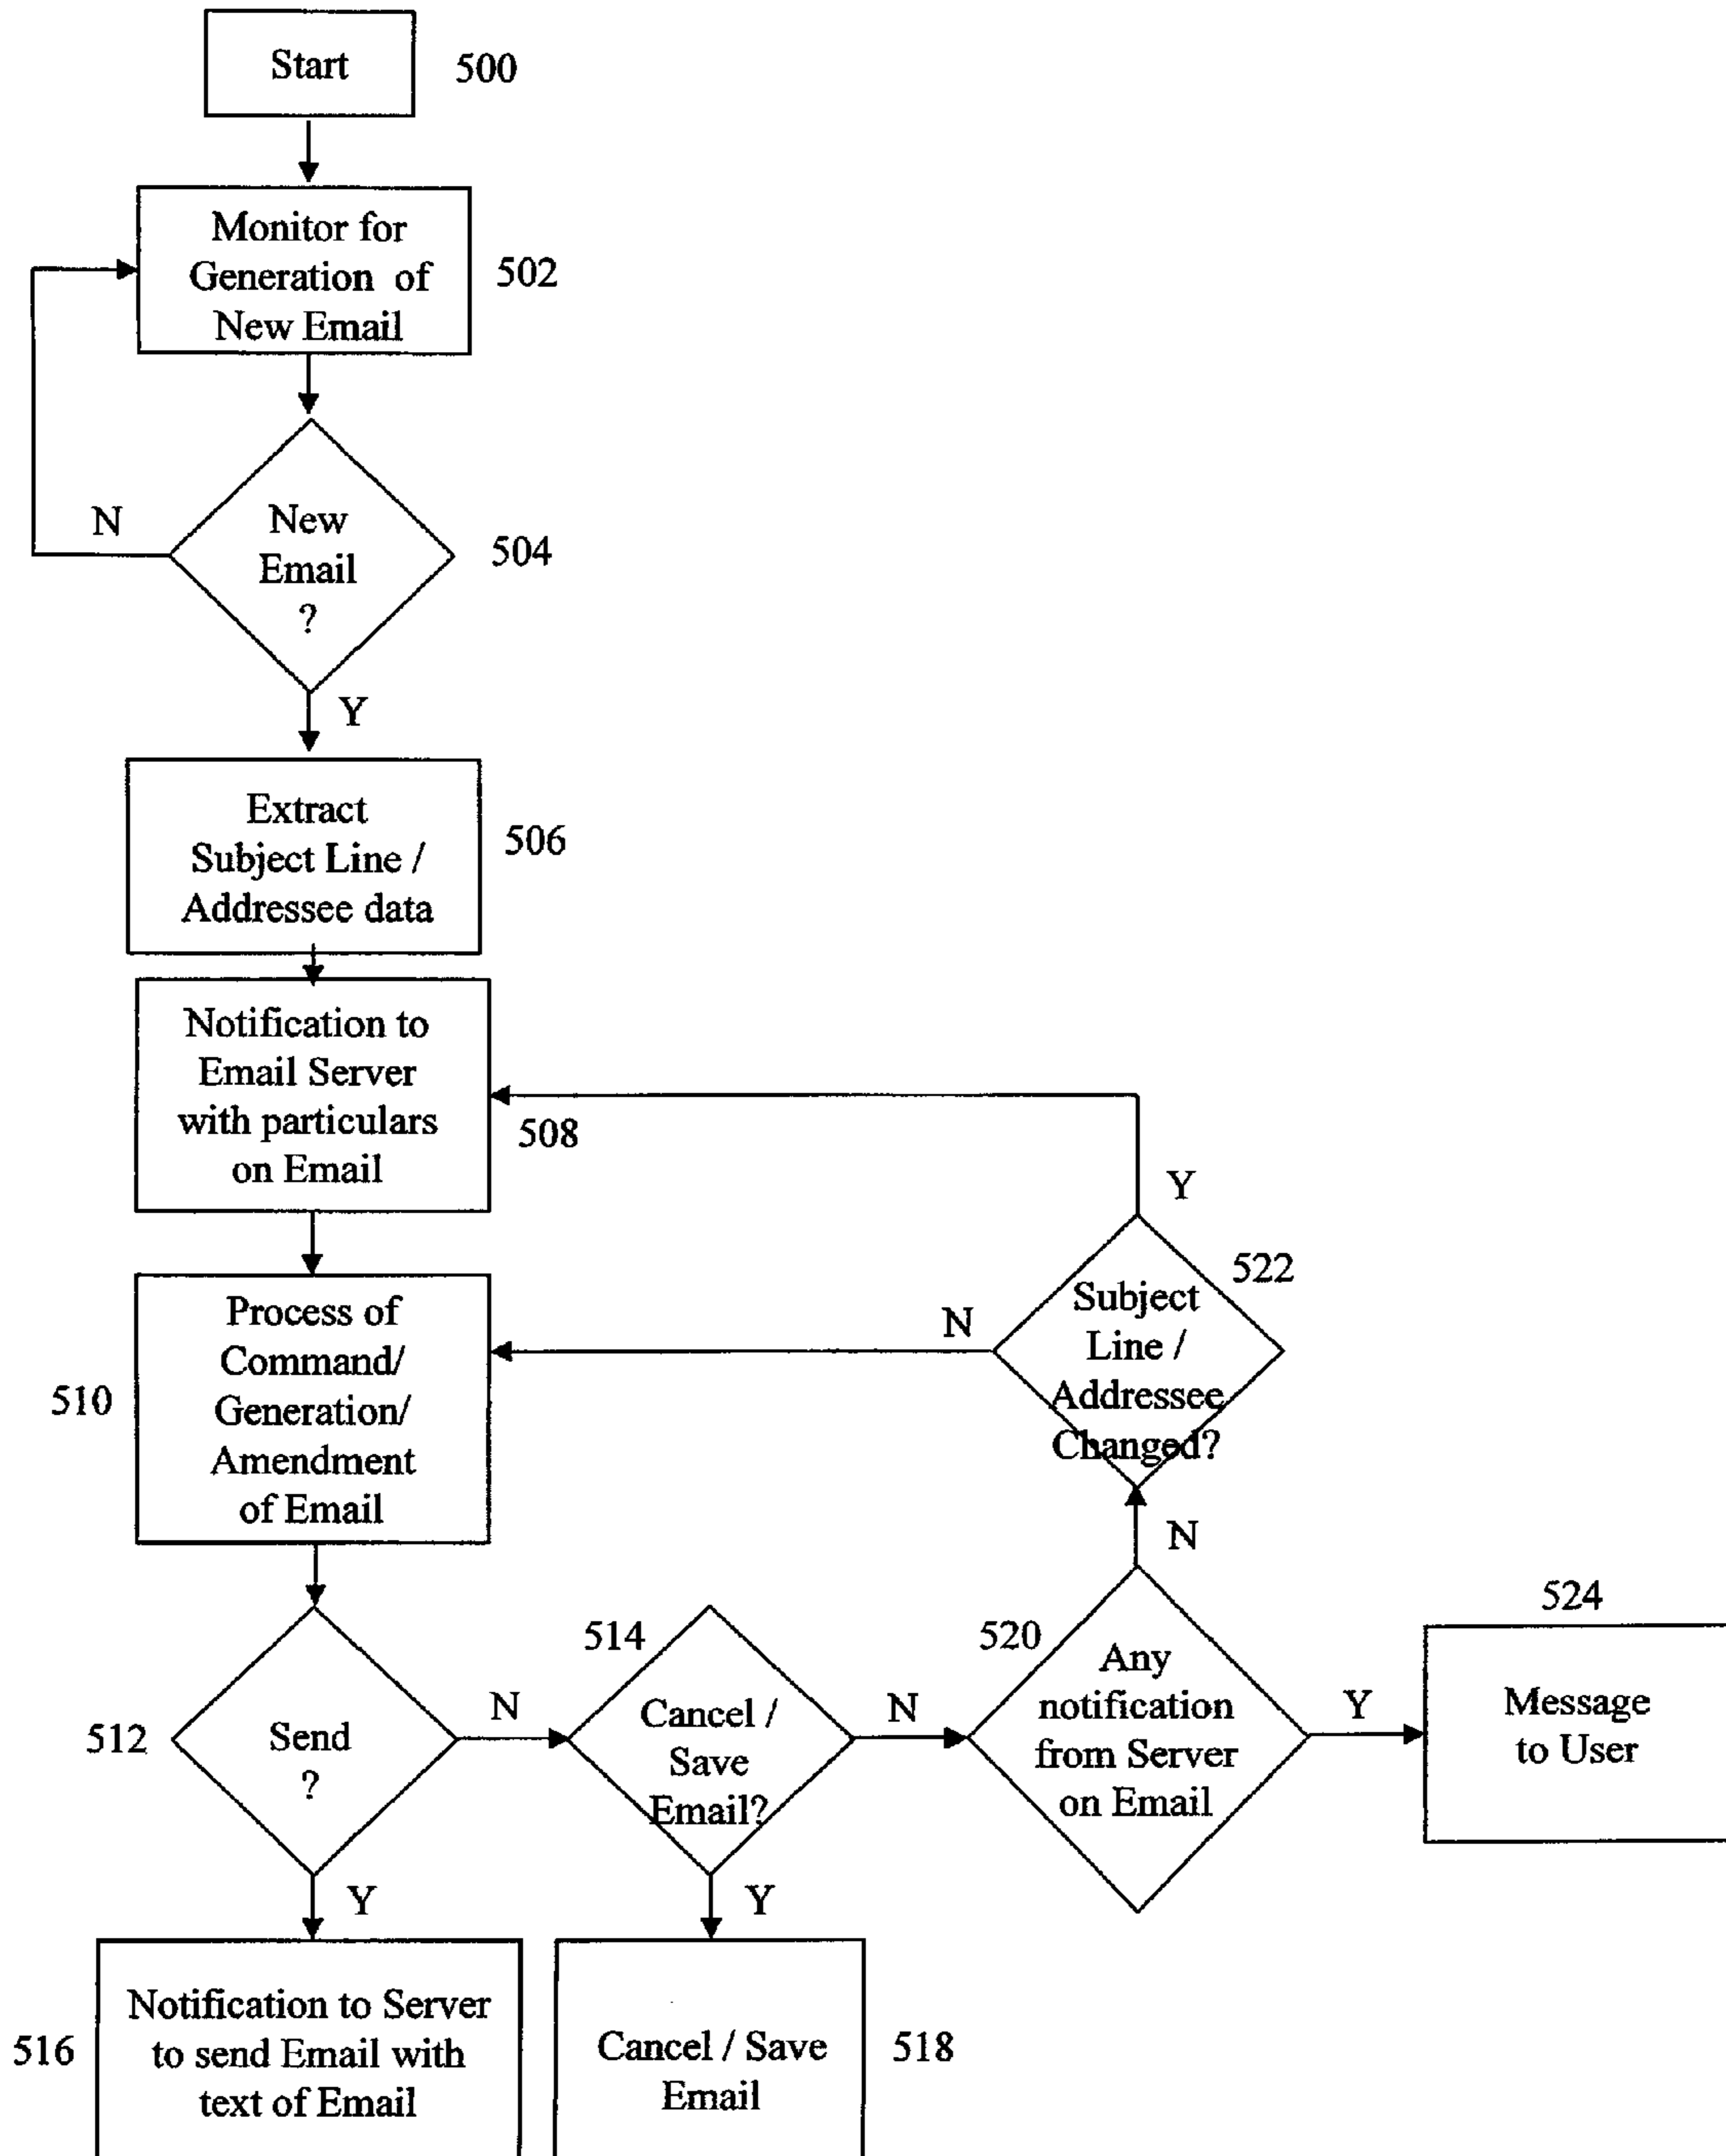 Start
500
Monitor for
Generation of
New Email
502
New
Email
?
504
N
Y
Extract
Subject Line /
Addressee data
506
Notification to
Email Server
with particulars
on Email
508
Process of
Command/
Generation/
Amendment
of Email
510
Subject
Line /
Addressee
Changed?
522
Y
N
Send
?
512
N
Y
Cancel /
Save
Email?
514
N
Y
Any
notification
from Server
on Email
520
N
Y
Message
to User
524
Notification to Server
to send Email with
text of Email
516
Cancel / Save
Email
518